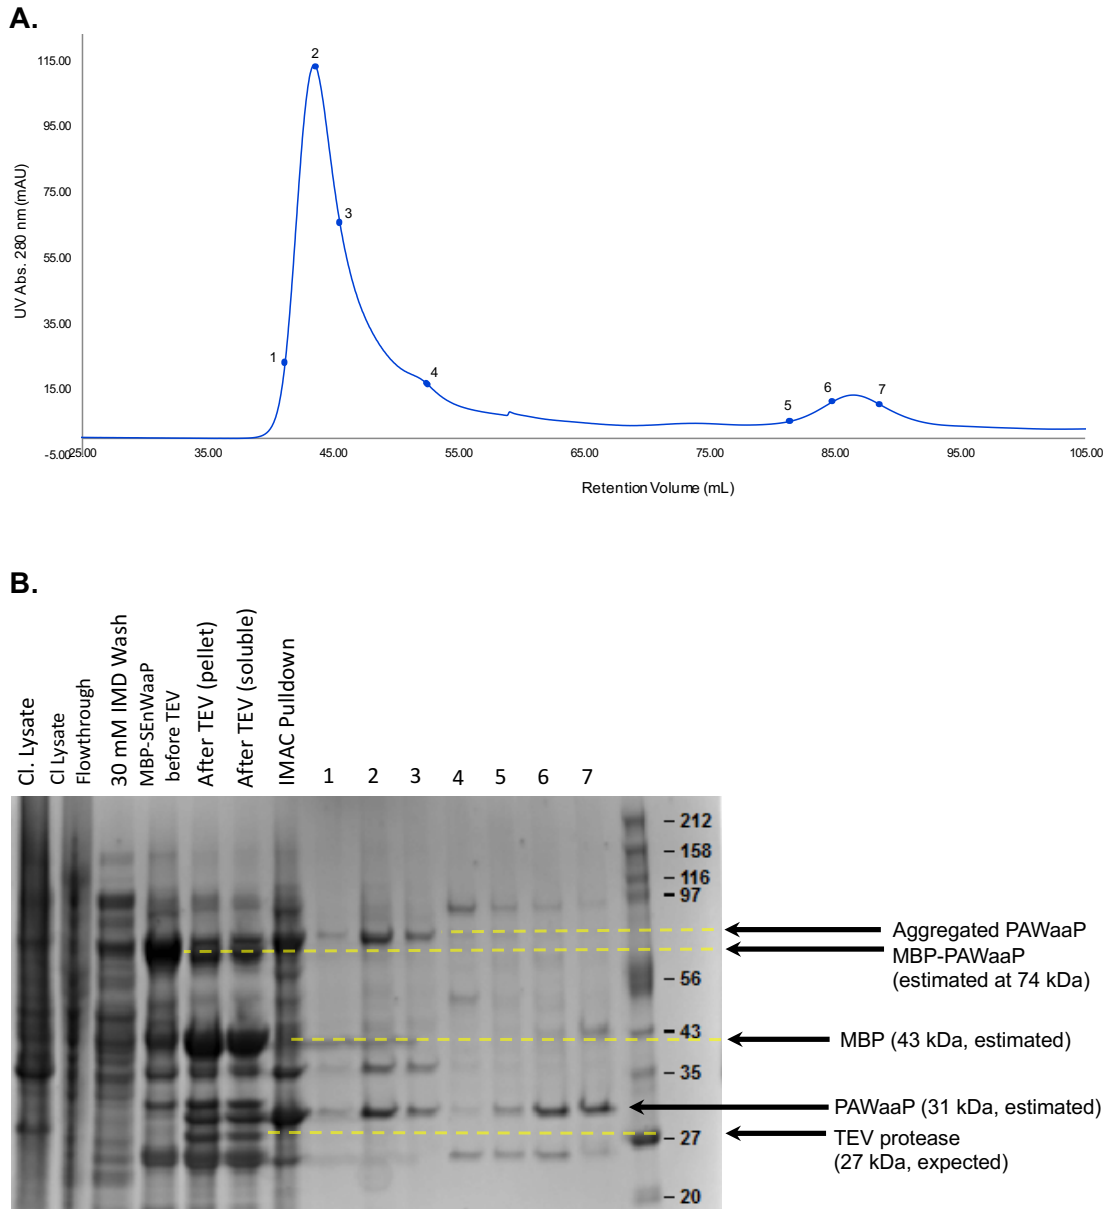 A.
115.00
95.00
75.00
55.00
35.00
15.00
-5.00
UV Abs. 280 nm (mAU)
1
2
3
4
5
6
7
25.00 35.00 45.00 55.00 65.00 75.00 85.00 95.00 105.00
Retention Volume (mL)
B.
Cl. Lysate
Cl Lysate
Flowthrough
30 mM IMD Wash
MBP-SEnWaaP
before TEV
After TEV (pellet)
After TEV (soluble)
IMAC Pulldown
1 2 3 4 5 6 7
– 212
– 158
– 116
– 97
– 56
– 43
– 35
– 27
– 20
Aggregated PAWaaP
MBP-PAWaaP
(estimated at 74 kDa)
MBP (43 kDa, estimated)
PAWaaP (31 kDa, estimated)
TEV protease
(27 kDa, expected)